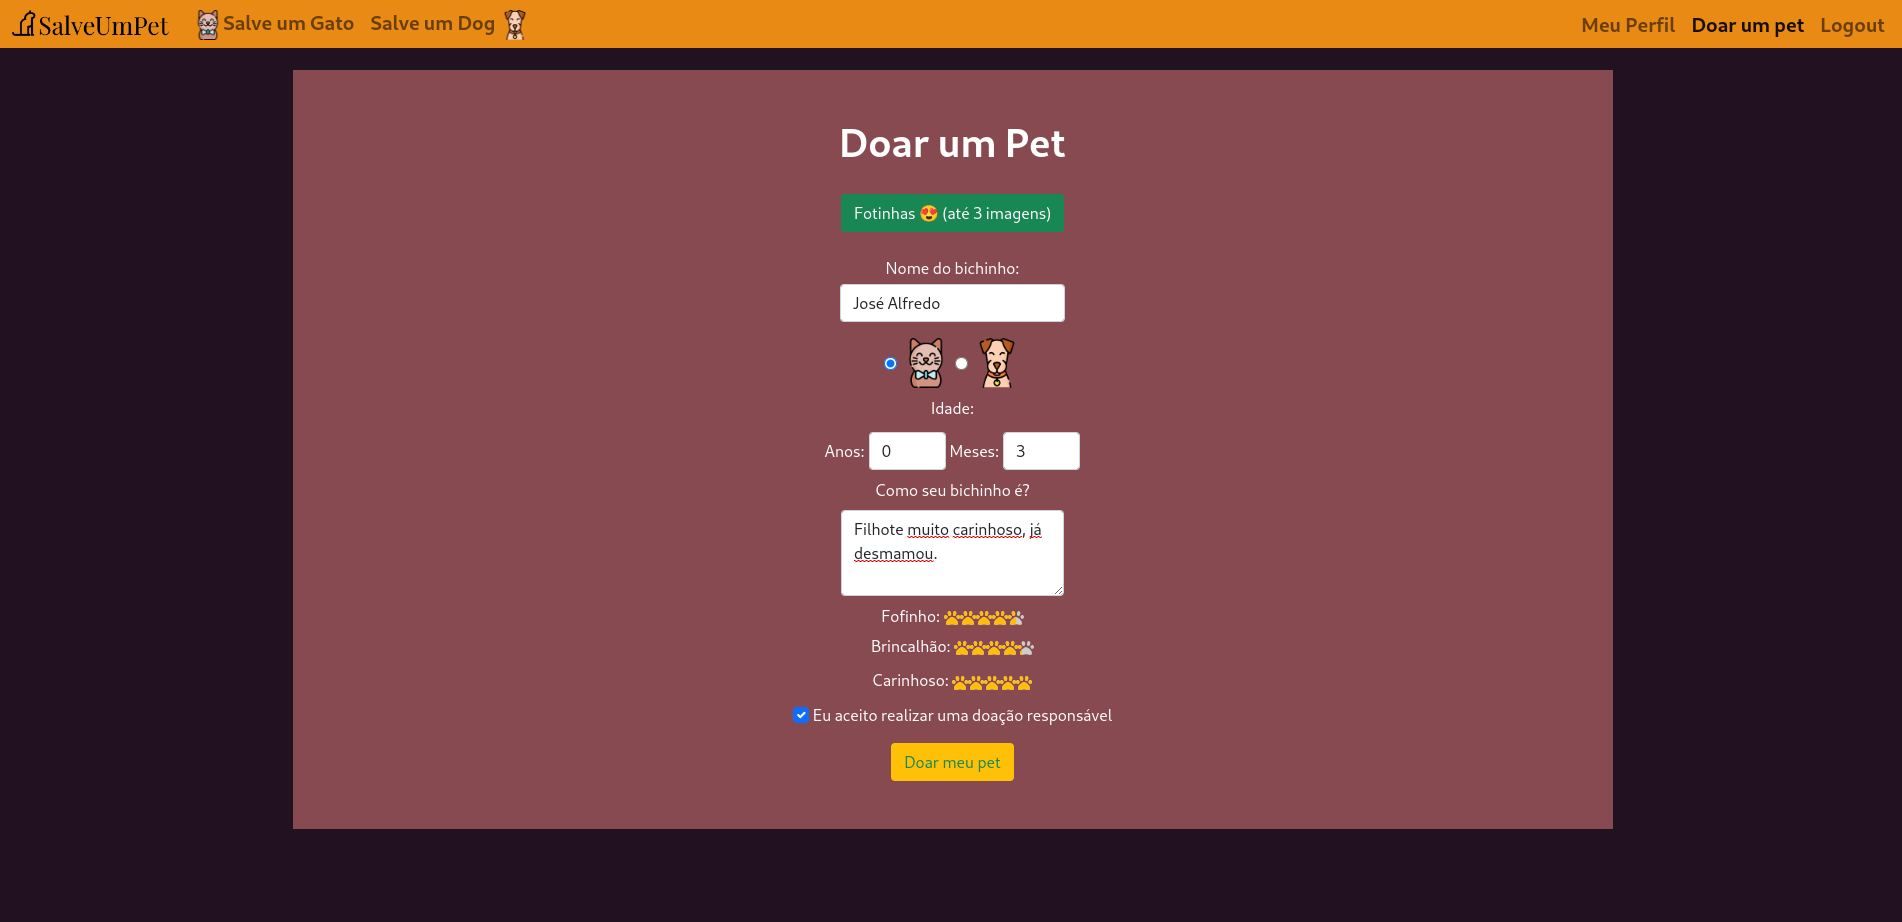 SalveUmPet Salve um Gato Salve um Dog Meu Perfil Doar um pet Logout
Doar um Pet
Fotinhas 😍 (até 3 imagens)
Nome do bichinho:
José Alfredo
Idade:
Anos: 0 Meses: 3
Como seu bichinho é?
Filhote muito carinhoso, já
desmamou.
Fofinho:
Brincalhão:
Carinhoso:
Eu aceito realizar uma doação responsável
Doar meu pet